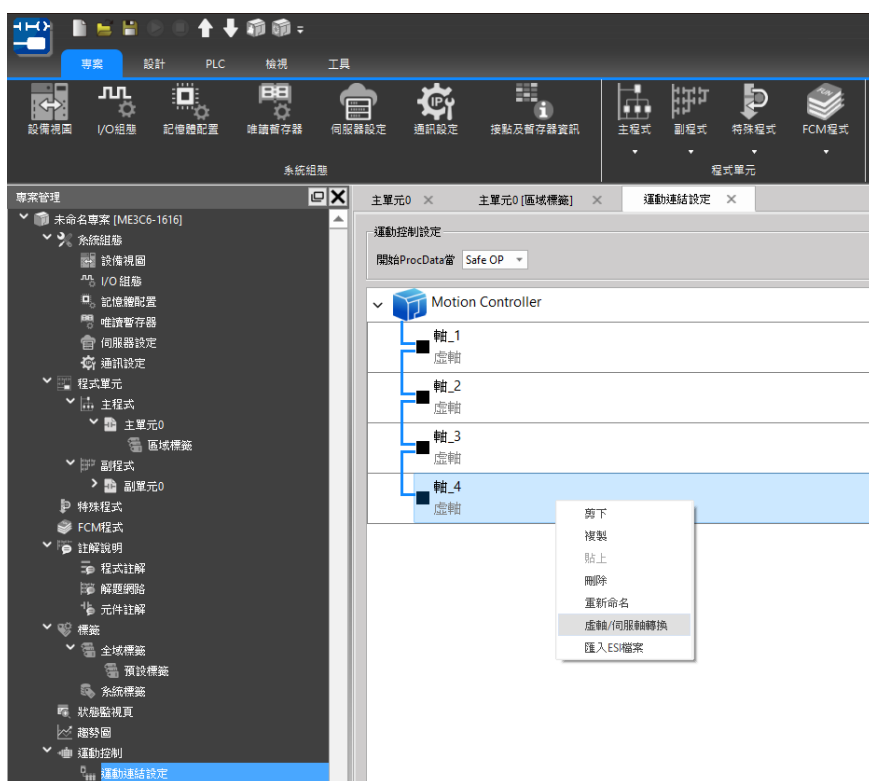 專案 設計 PLC 檢視 工具
設備視圖 I/O組態 記憶體配置 唯讀暫存器 伺服器設定 通訊設定 接點及暫存器資訊 主程式 副程式 特殊程式 FCM程式
系統組態 程式單元
專案管理
未命名專案 [ME3C6-1616]
系統組態
設備視圖
I/O 組態
記憶體配置
唯讀暫存器
伺服器設定
通訊設定
程式單元
主程式
主單元0
區域標籤
副程式
副單元0
特殊程式
FCM程式
註解說明
程式註解
解題網路
元件註解
標籤
全域標籤
預設標籤
系統標籤
狀態監視頁
趨勢圖
運動控制
運動連結設定
主單元0 主單元0 [區域標籤] 運動連結設定
運動控制設定
開始ProcData當 Safe OP
Motion Controller
軸_1
虛軸
軸_2
虛軸
軸_3
虛軸
軸_4
虛軸
剪下
複製
貼上
刪除
重新命名
虛軸/伺服軸轉換
匯入ESI檔案